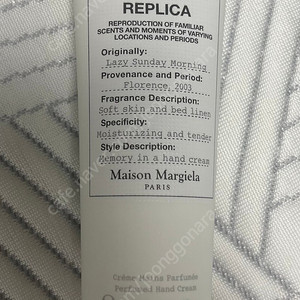 REPLICA
REPRODUCTION OF FAMILIAR
SCENTS AND MOMENTS OF VARYING
LOCATIONS AND PERIODS
Originally:
Lazy Sunday Morning
Provenance and Period:
Florence, 2003
Fragrance Description:
Soft skin and bed linen
Specificity:
Moisturizing and tender
Style Description:
Memory in a hand cream
Maison Margiela
PARIS
Crème Mains Parfumée
Perfumed Hand Cream